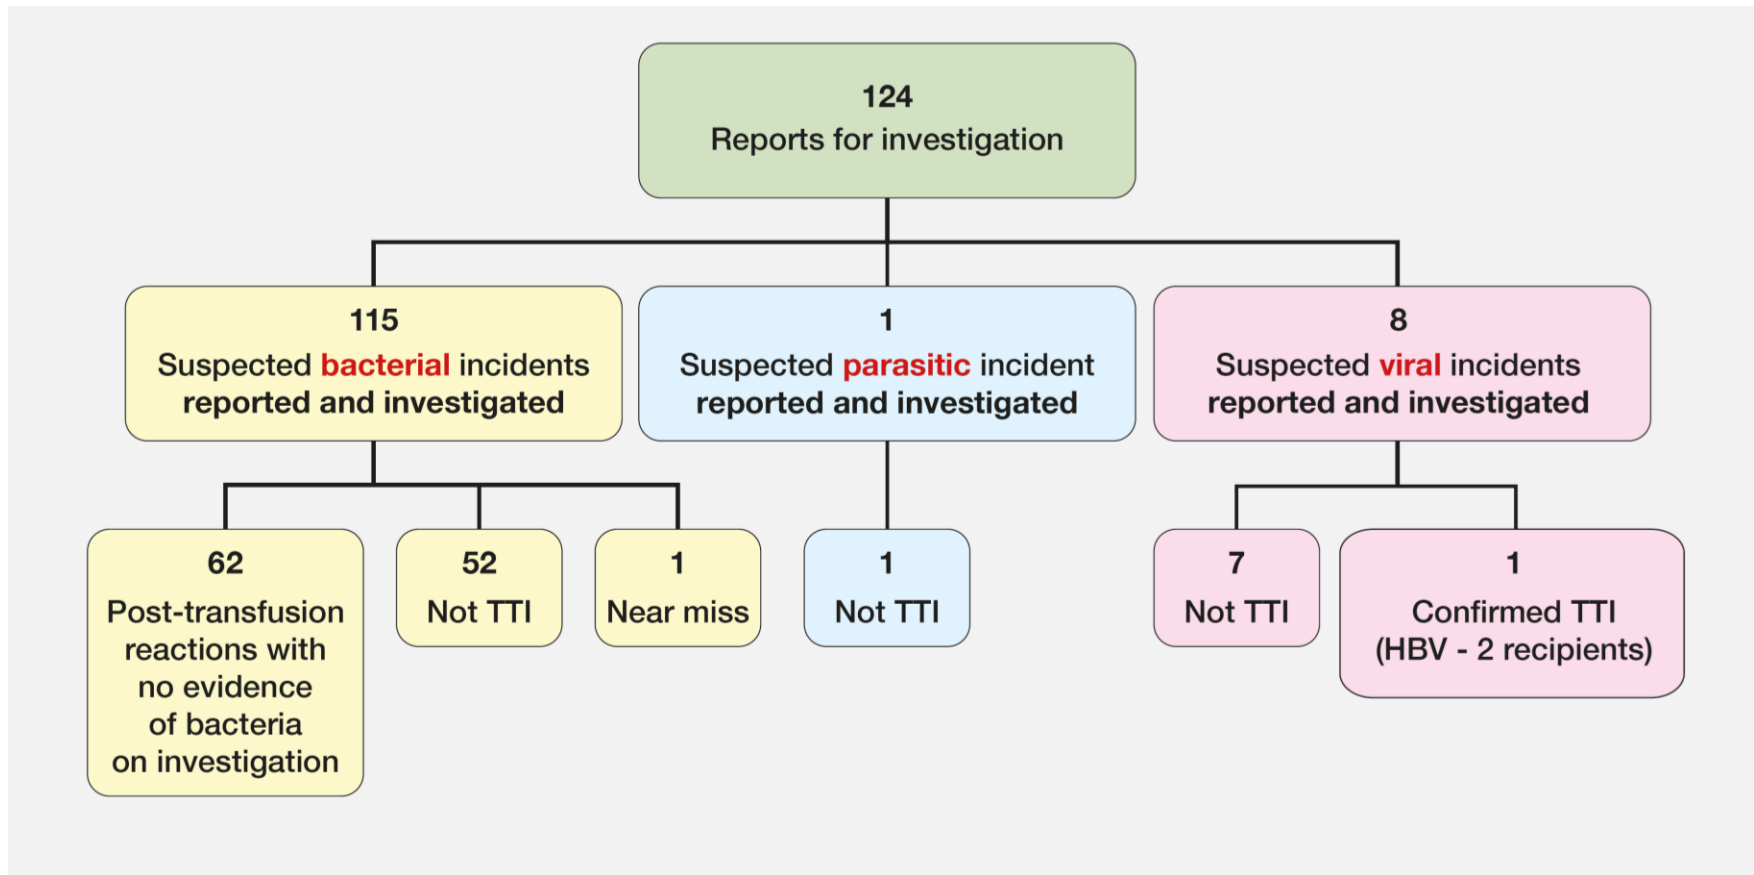 124
Reports for investigation
115
Suspected bacterial incidents
reported and investigated
1
Suspected parasitic incident
reported and investigated
8
Suspected viral incidents
reported and investigated
62
Post-transfusion
reactions with
no evidence
of bacteria
on investigation
52
Not TTI
1
Near miss
1
Not TTI
7
Not TTI
1
Confirmed TTI
(HBV - 2 recipients)